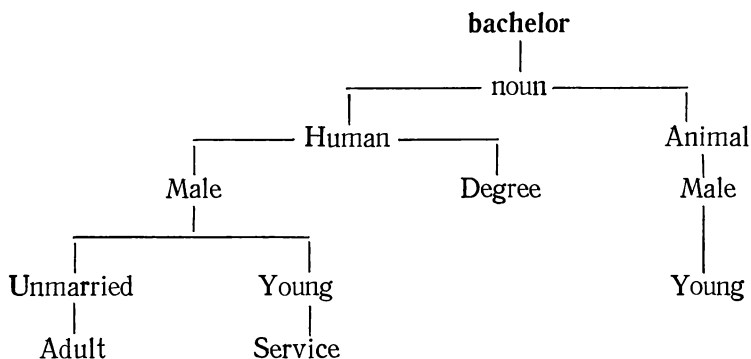 bachelor
noun
Human Animal
Male Degree Male
Unmarried Young Young
Adult Service